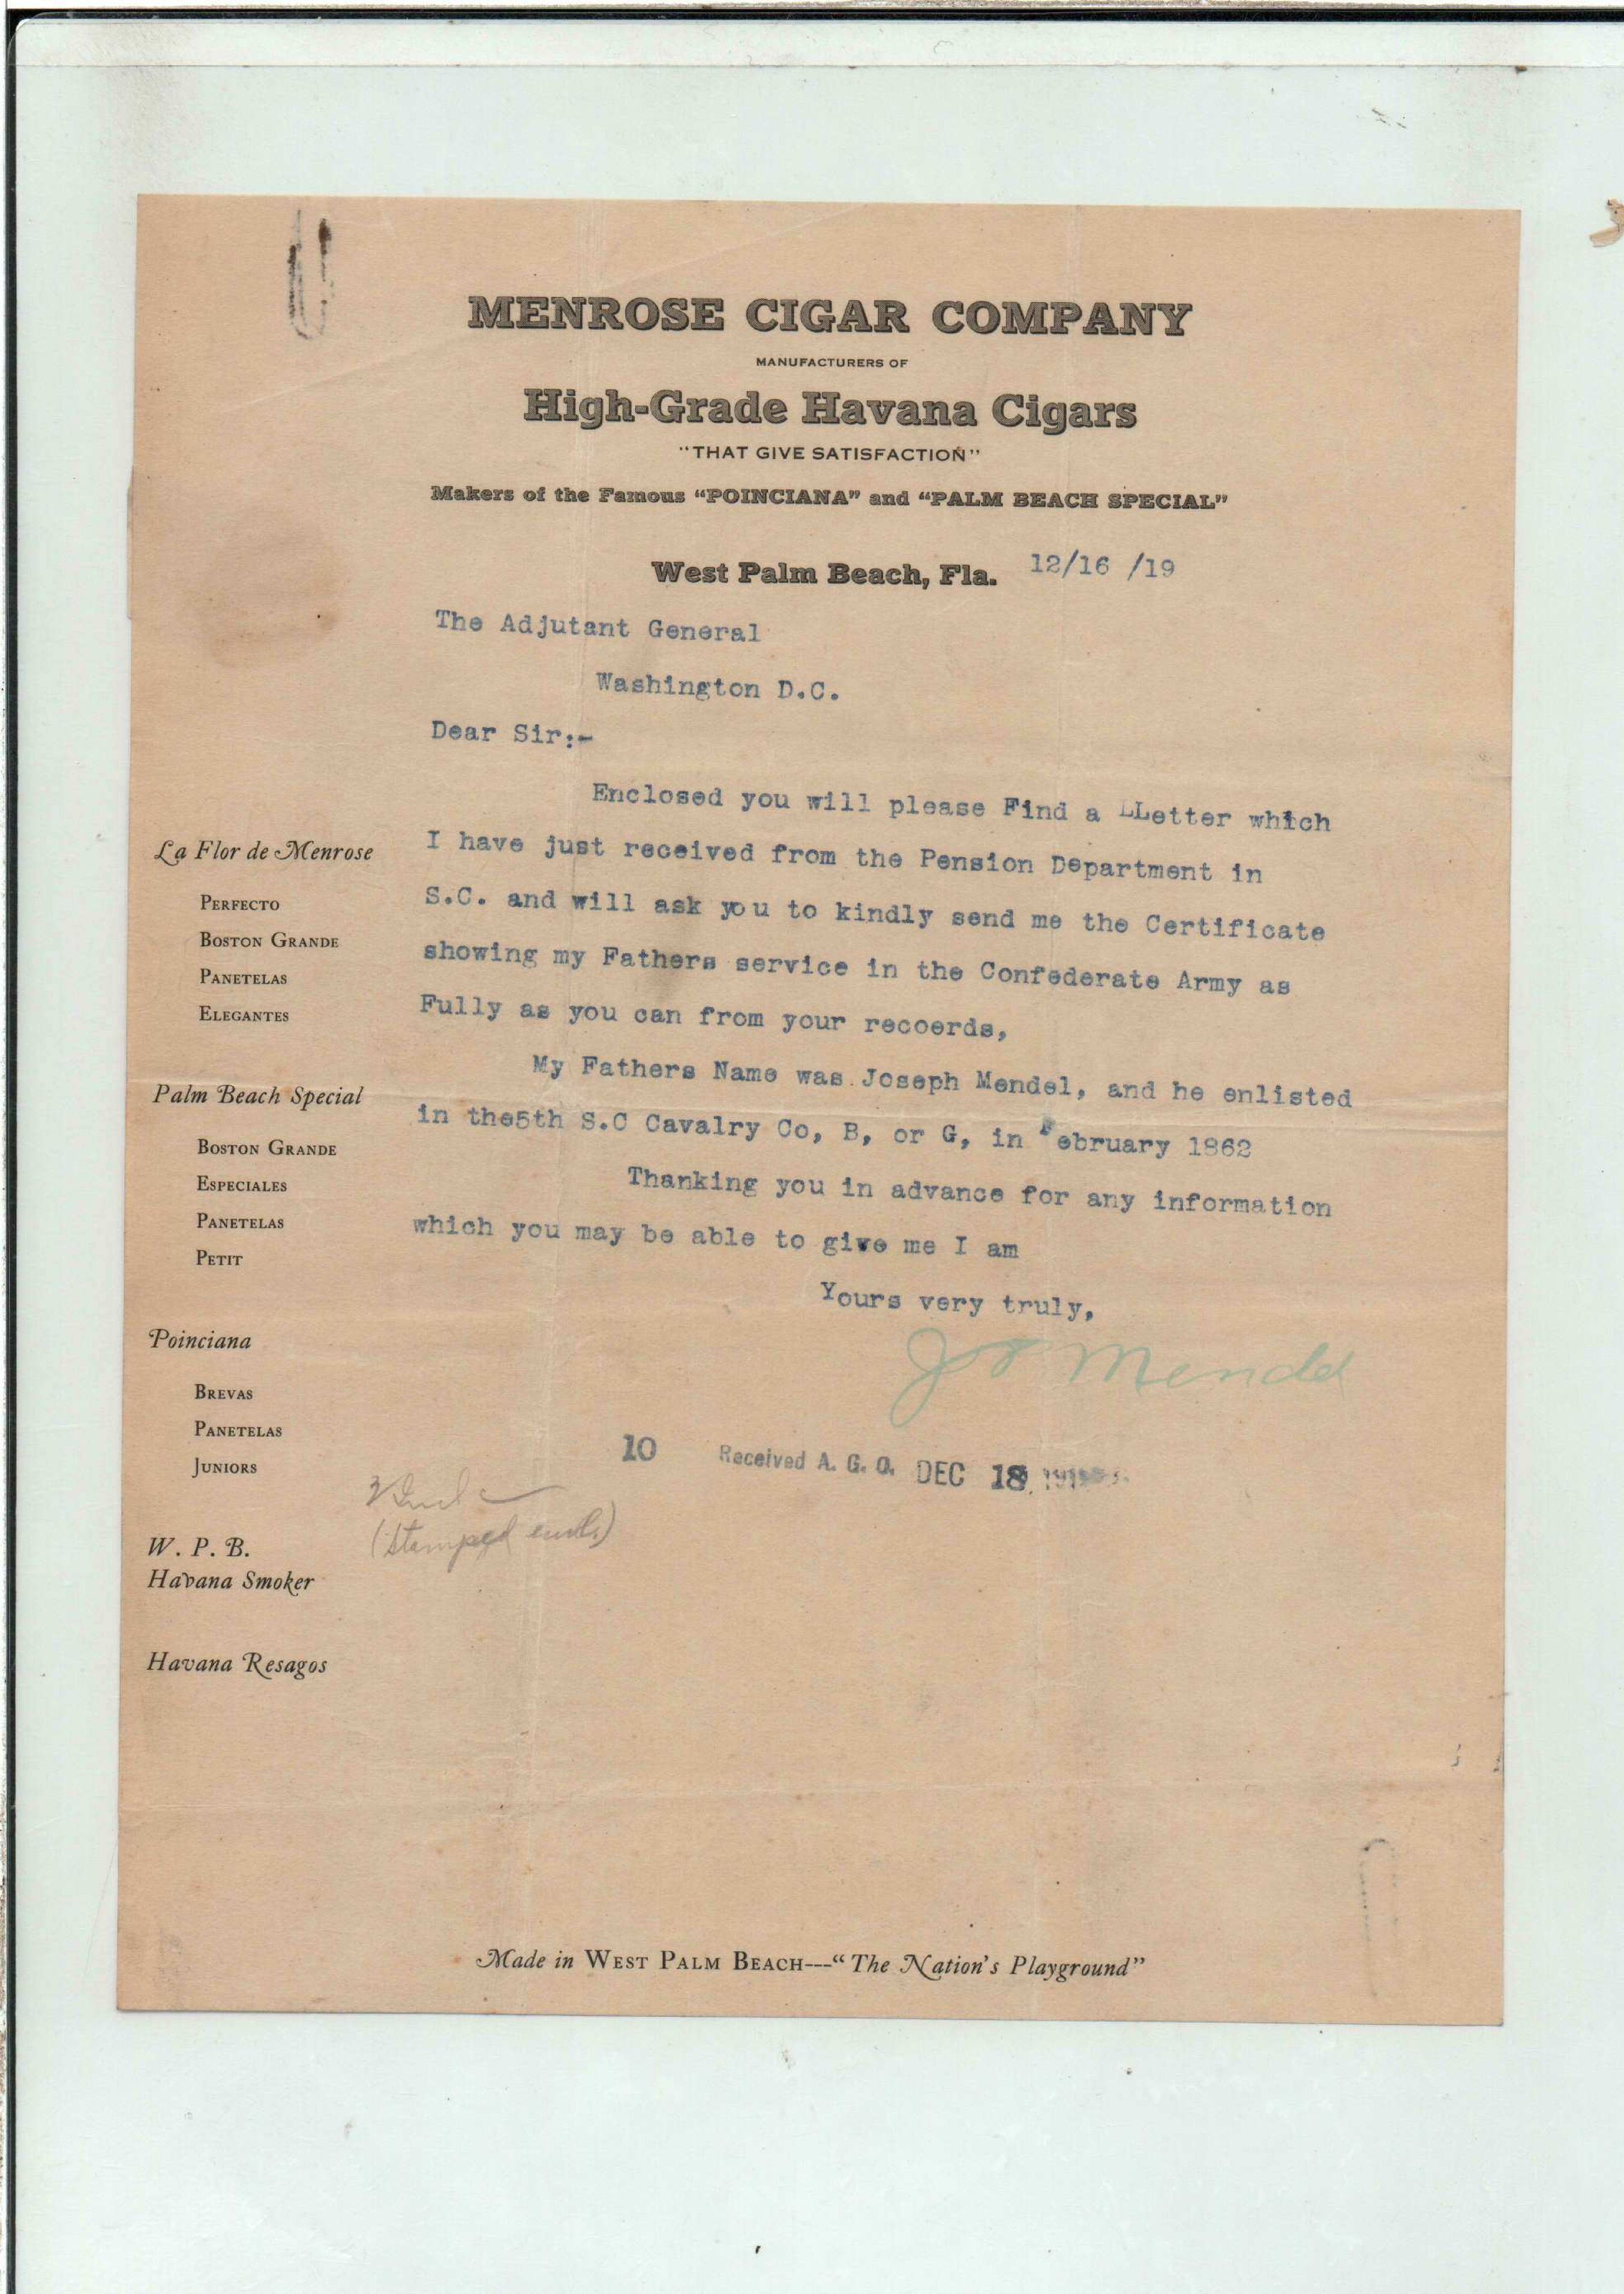 MENROSE CIGAR COMPANY
MANUFACTURERS OF
High-Grade Havana Cigars
"THAT GIVE SATISFACTION"
Makers of the Famous "POINCIANA" and "PALM BEACH SPECIAL"
West Palm Beach, Fla. 12/16 /19
The Adjutant General
Washington D.C.
Dear Sir:-
Enclosed you will please Find a LLetter which
I have just received from the Pension Department in
S.C. and will ask you to kindly send me the Certificate
showing my Fathers service in the Confederate Army as
Fully as you can from your recoerds,
My Fathers Name was Joseph Mendel, and he enlisted
in the5th S.C Cavalry Co, B, or G, in February 1862
Thanking you in advance for any information
which you may be able to give me I am
Yours very truly,
Mendel
10 Received A. G. O. DEC 18
(Stamped
La Flor de Menrose
PERFECTO
BOSTON GRANDE
PANETELAS
ELEGANTES
Palm Beach Special
BOSTON GRANDE
ESPECIALES
PANETELAS
PETIT
Poinciana
BREVAS
PANETELAS
JUNIORS
W. P. B.
Havana Smoker
Havana Resagos
Made in WEST PALM BEACH---"The Nation's Playground"